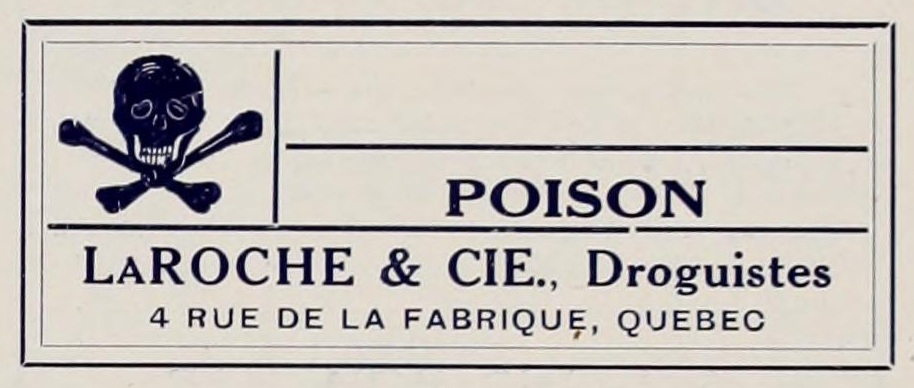 POISON
LAROCHE & CIE., Droguistes
4 RUE DE LA FABRIQUE, QUEBEC